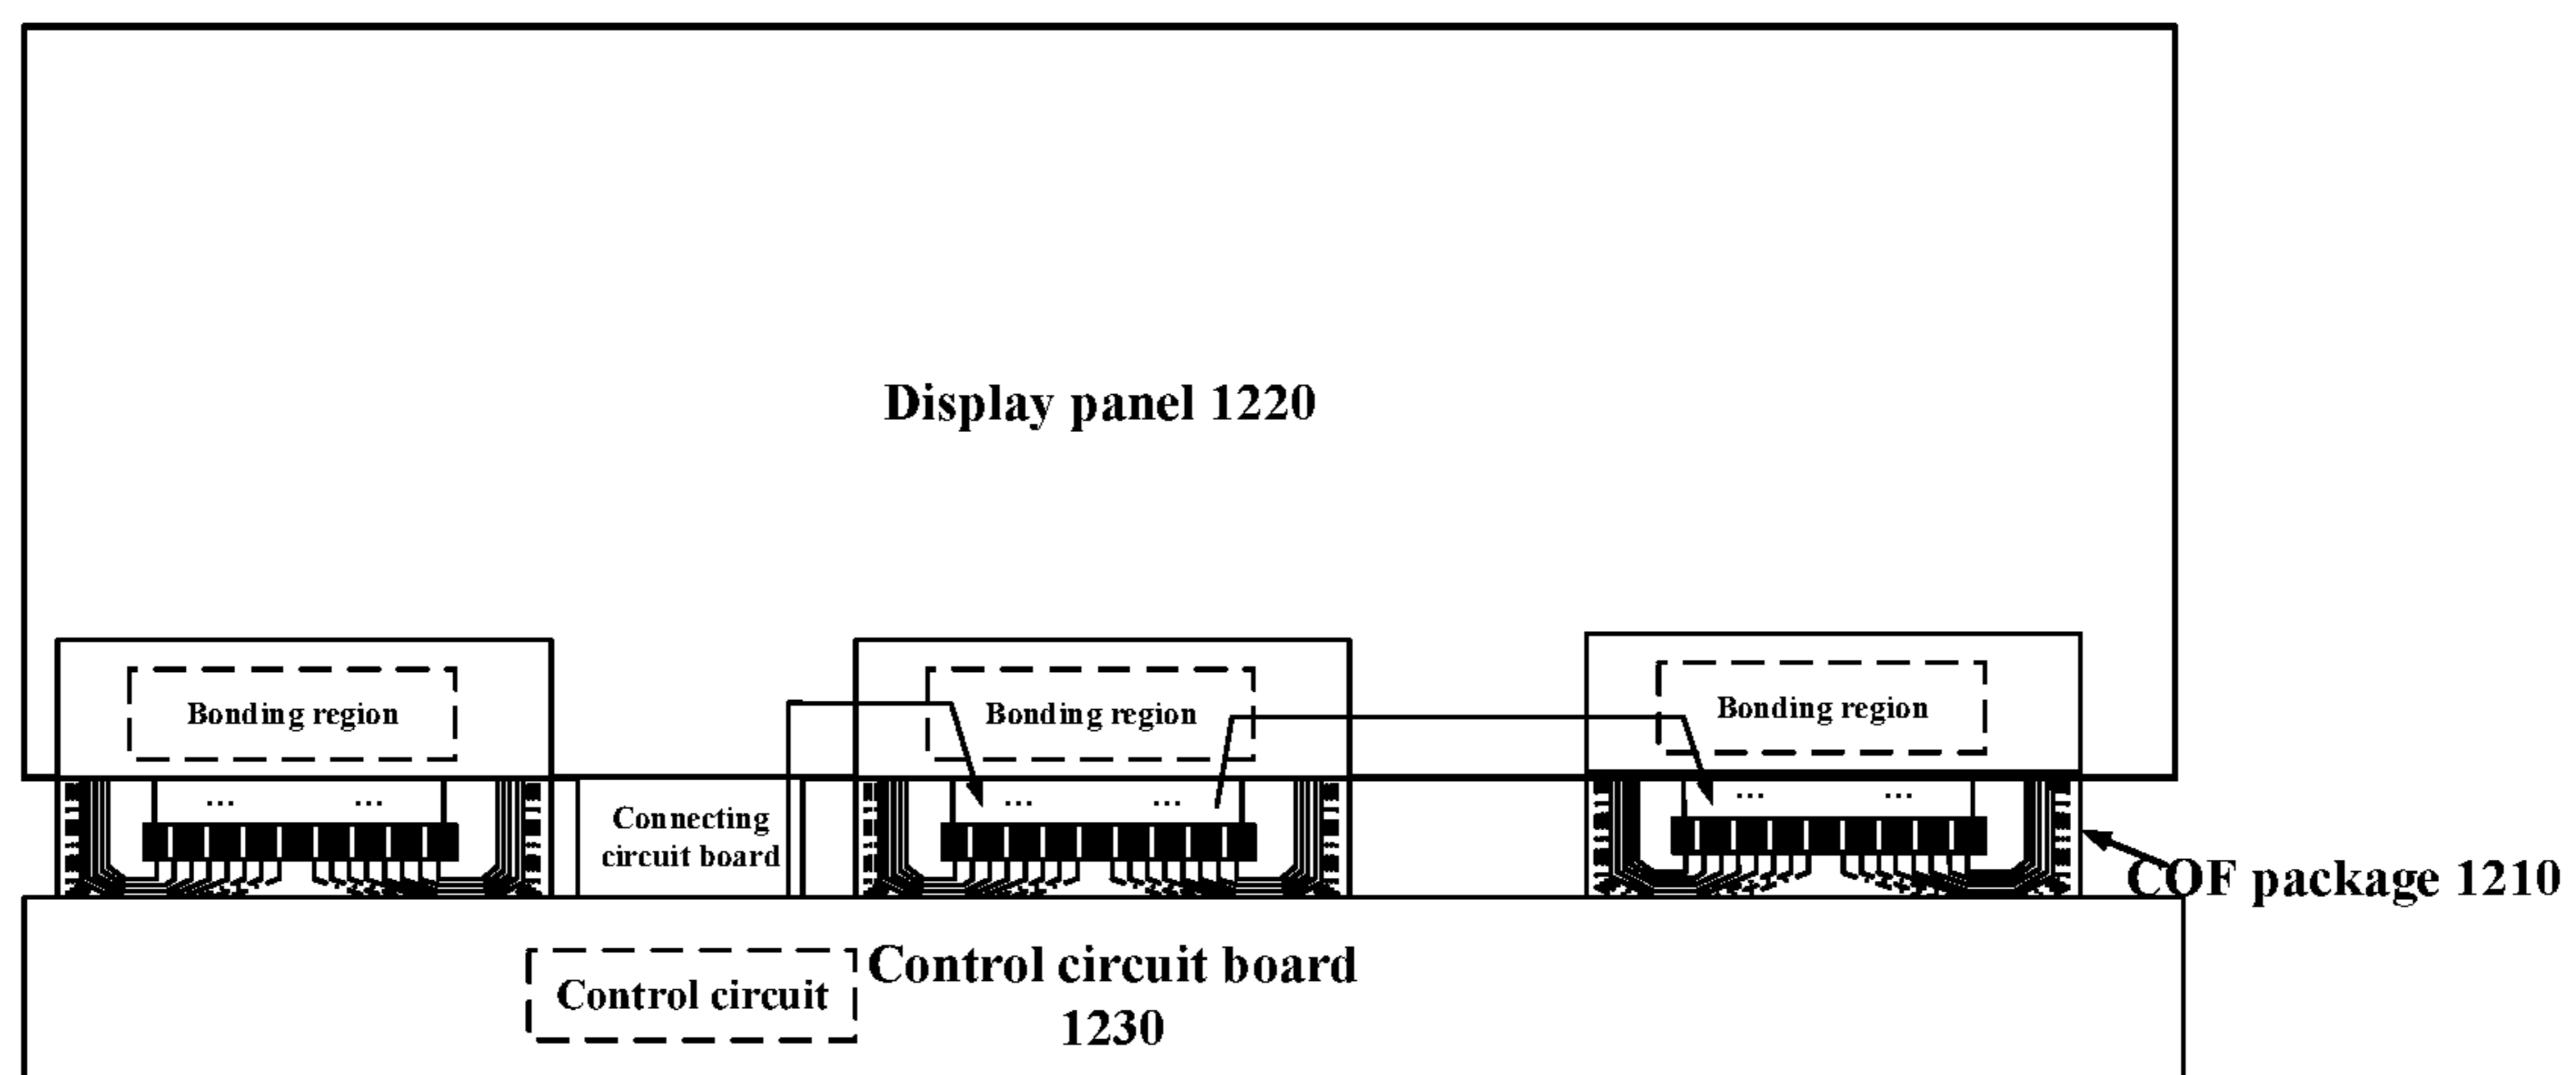 Display panel 1220
Bonding region
Bonding region
Bonding region
...
...
...
...
...
...
Connecting
circuit board
COF package 1210
Control circuit
Control circuit board
1230